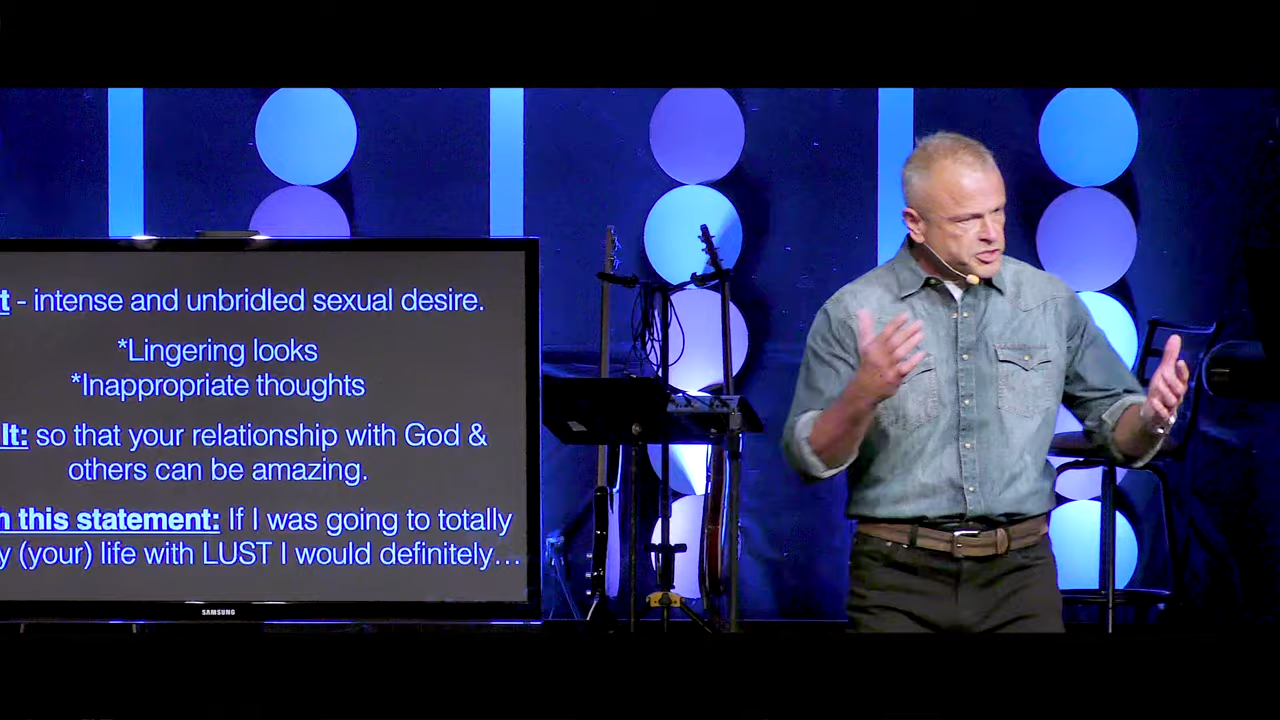 t - intense and unbridled sexual desire.
*Lingering looks
*Inappropriate thoughts
It: so that your relationship with God &
others can be amazing.
this statement: If I was going to totally
y (your) life with LUST I would definitely...
SAMSUNG